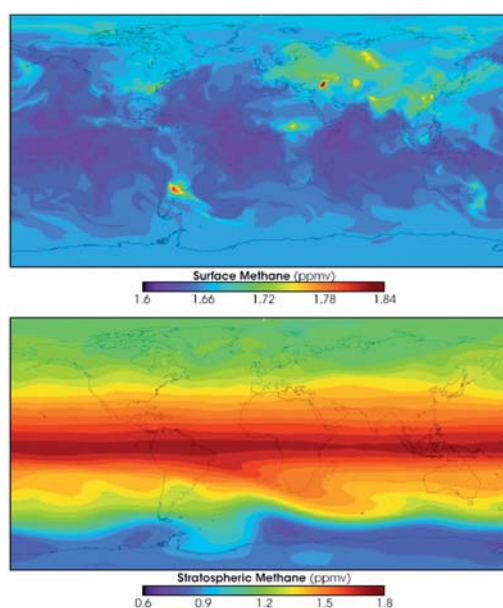 Surface Methane (ppmv)
1.6 1.66 1.72 1.78 1.84
Stratospheric Methane (ppmv)
0.6 0.9 1.2 1.5 1.8